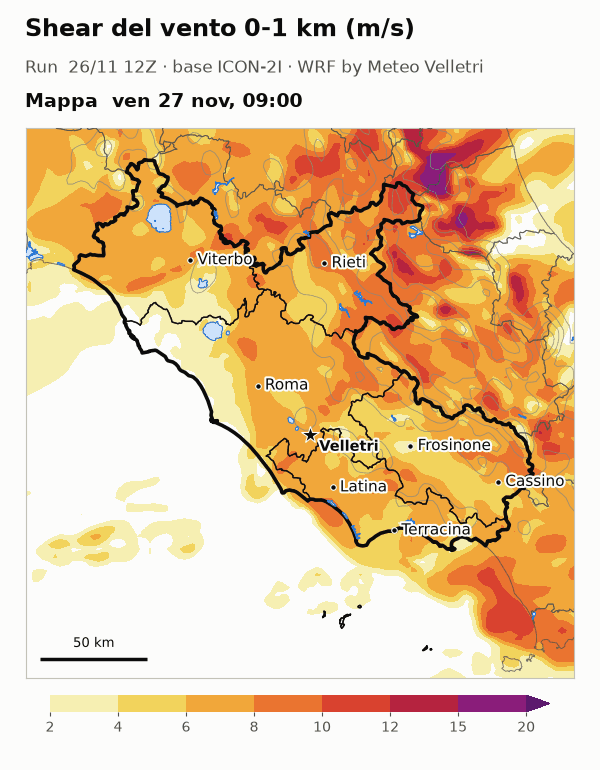 Shear del vento 0-1 km (m/s)
Run 26/11 12Z · base ICON-2I · WRF by Meteo Velletri
Mappa ven 27 nov, 09:00
Viterbo
Rieti
Roma
Velletri
Frosinone
Latina
Cassino
Terracina
50 km
2 4 6 8 10 12 15 20